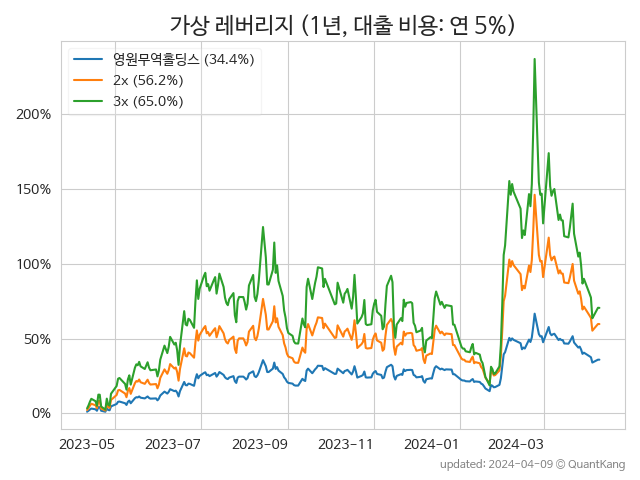 가상 레버리지 (1년, 대출 비용: 연 5%)
영원무역홀딩스 (34.4%)
2x (56.2%)
3x (65.0%)
200%
150%
100%
50%
0%
2023-05 2023-07 2023-09 2023-11 2024-01 2024-03
updated: 2024-04-09 © QuantKang